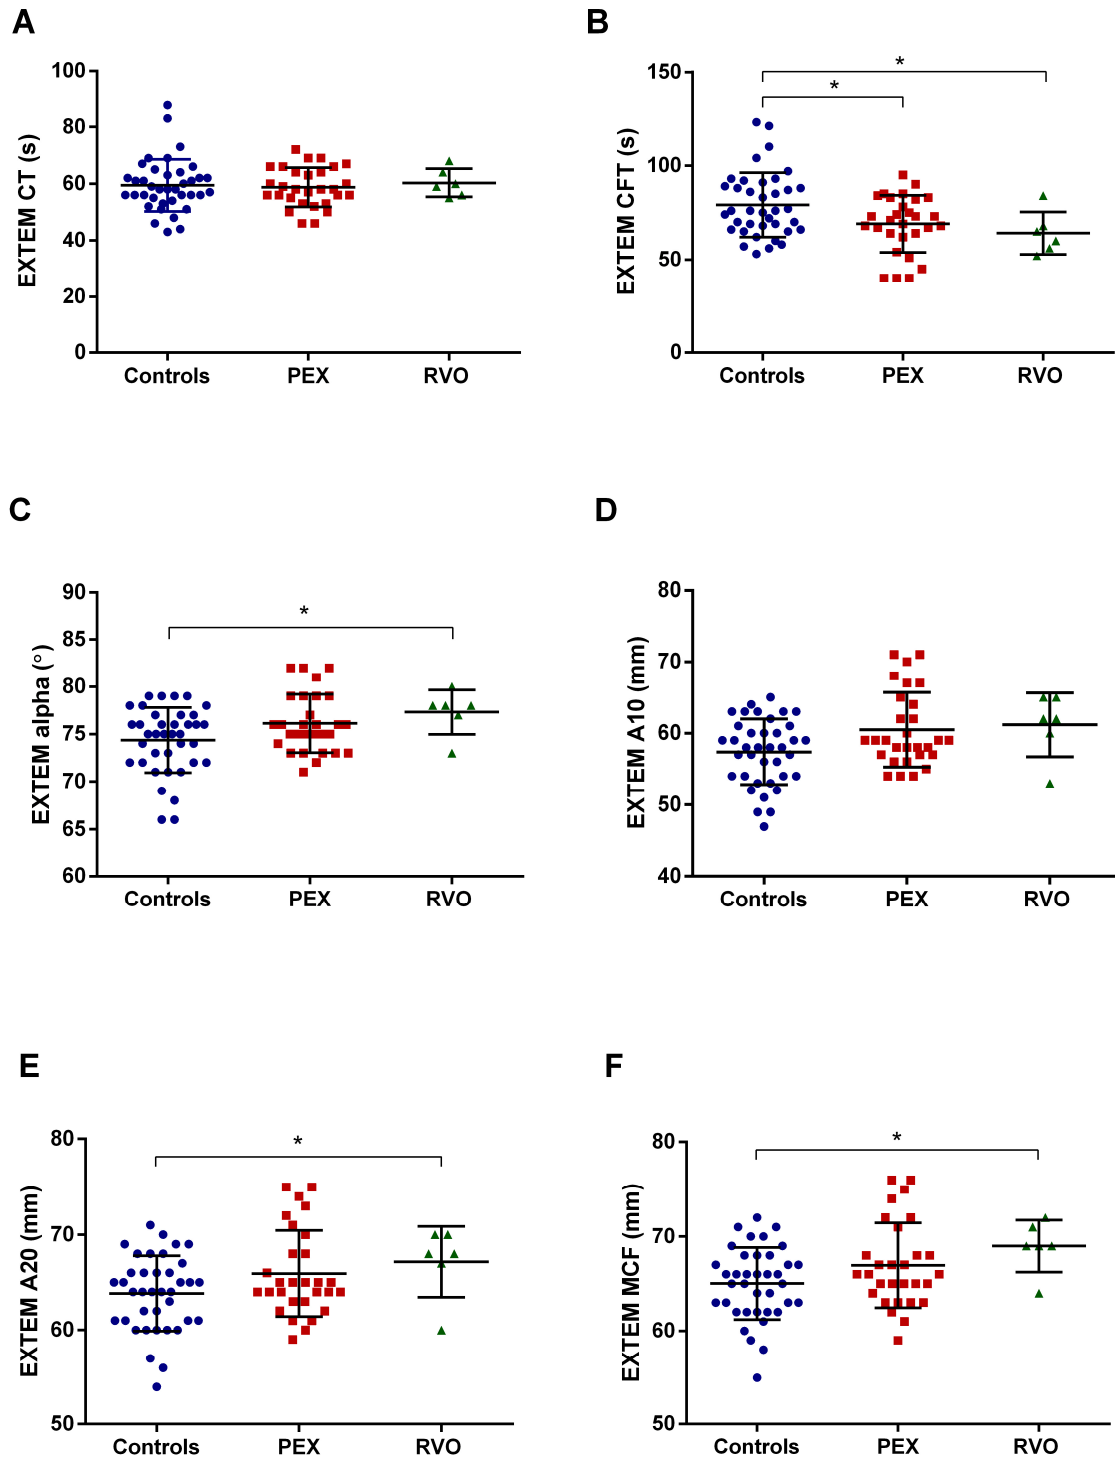 A
EXTEM CT (s)
100
80
60
40
20
0
Controls PEX RVO
B
EXTEM CFT (s)
150
100
50
0
*
*
Controls PEX RVO
C
EXTEM alpha (°)
90
85
80
75
70
65
60
*
Controls PEX RVO
D
EXTEM A10 (mm)
80
70
60
50
40
Controls PEX RVO
E
EXTEM A20 (mm)
80
70
60
50
*
Controls PEX RVO
F
EXTEM MCF (mm)
80
70
60
50
*
Controls PEX RVO